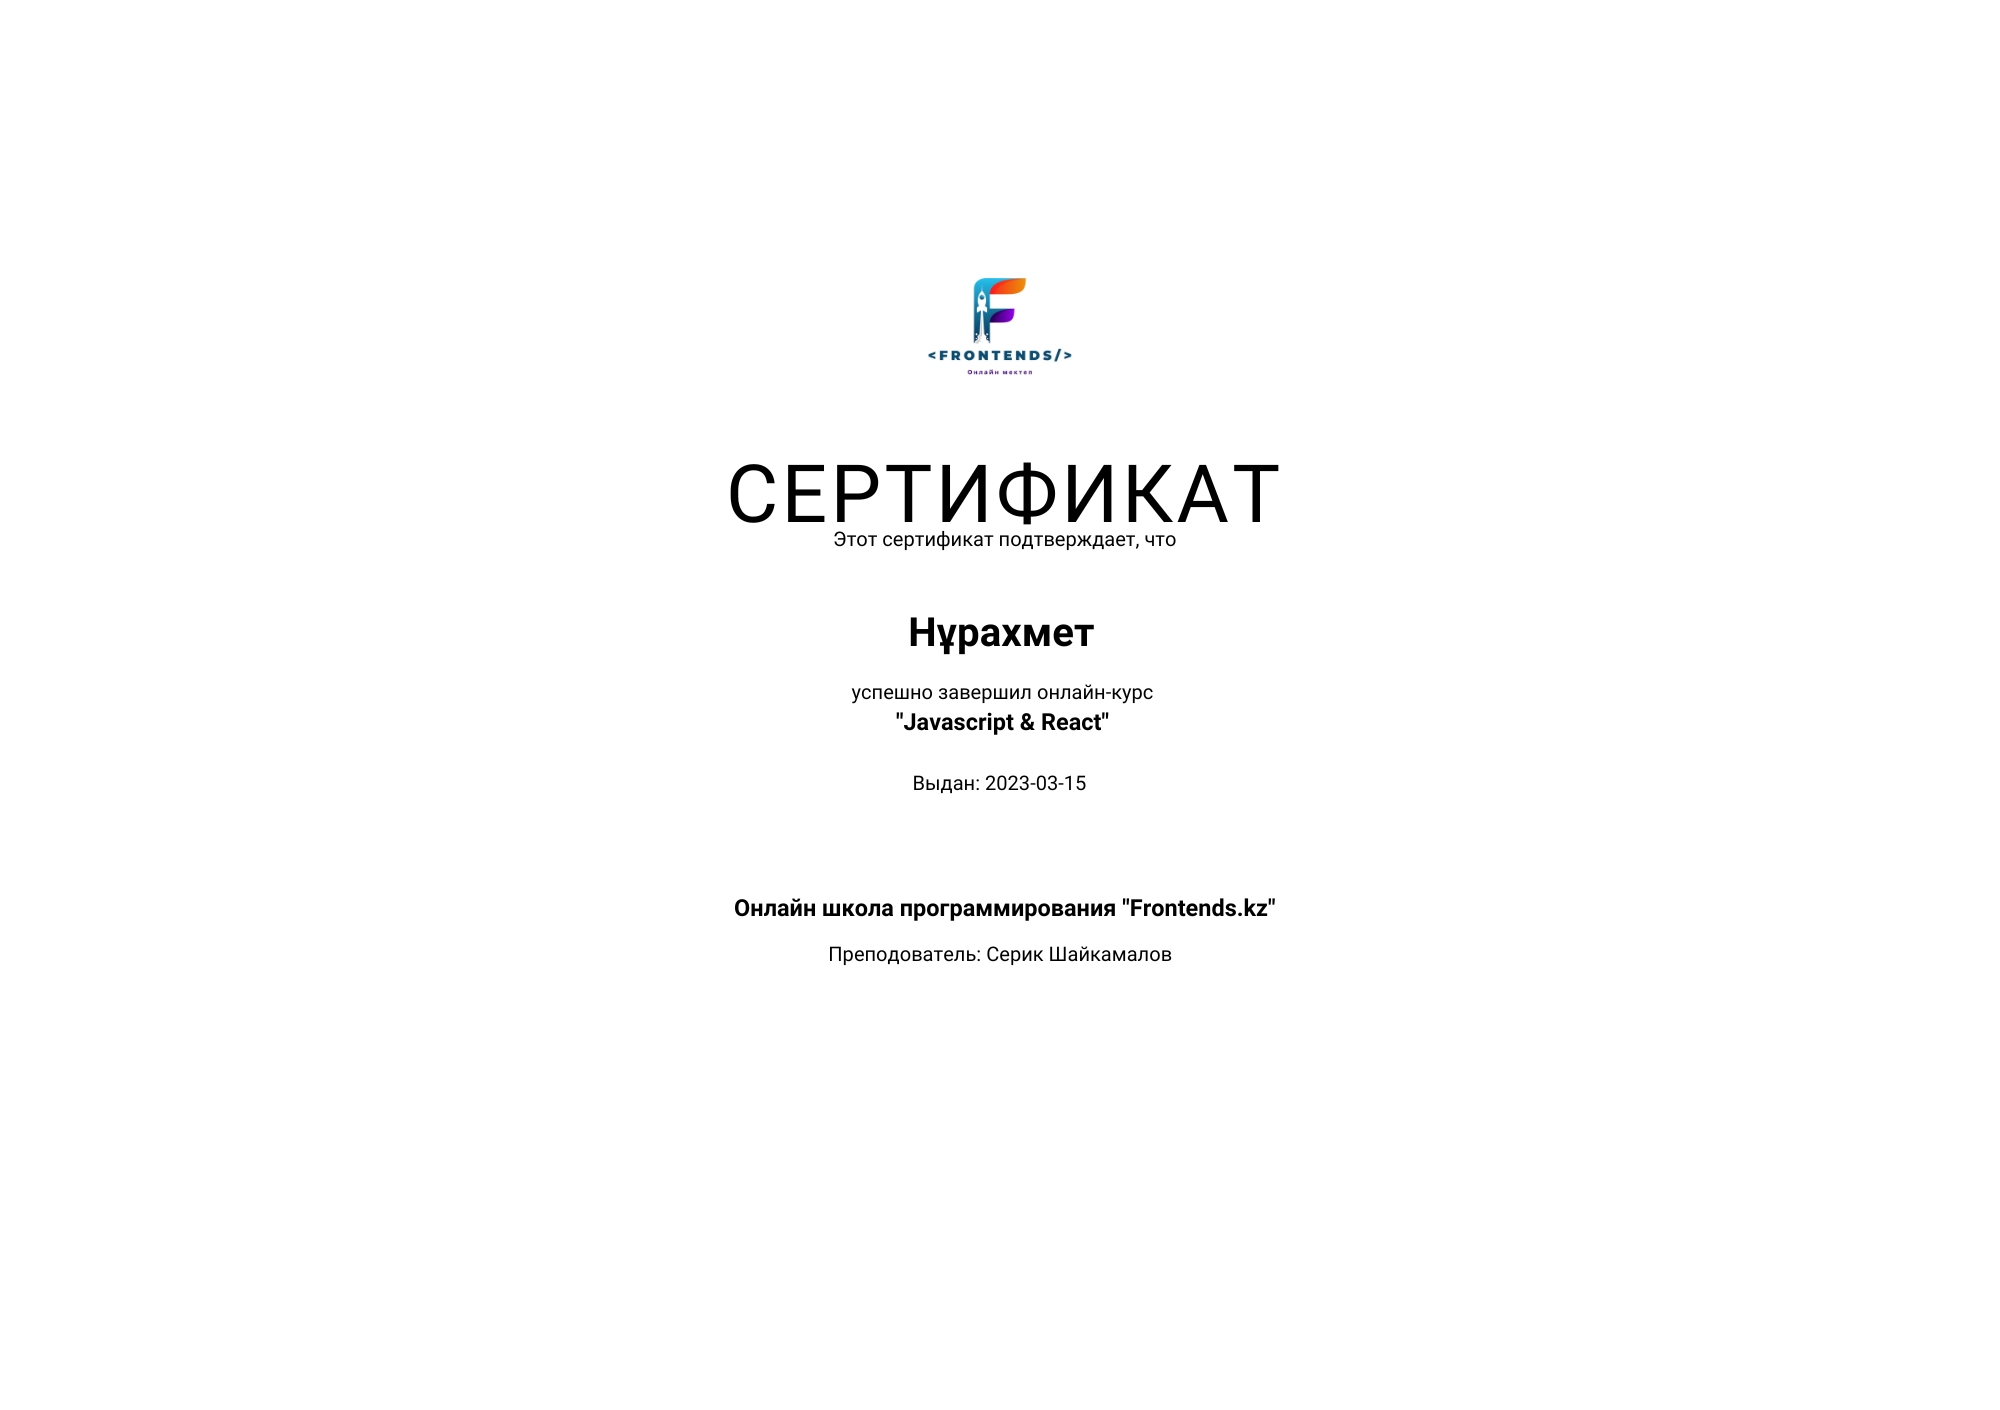 <FRONTENDS/>
Онлайн мектеп
СЕРТИФИКАТ
Этот сертификат подтверждает, что
Нұрахмет
успешно завершил онлайн-курс
"Javascript & React"
Выдан: 2023-03-15
Онлайн школа программирования "Frontends.kz"
Преподователь: Серик Шайкамалов